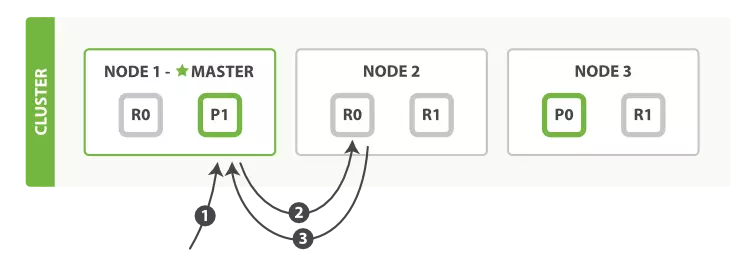 CLUSTER
NODE 1 - ★ MASTER
R0
P1
NODE 2
R0
R1
NODE 3
P0
R1
1
2
3